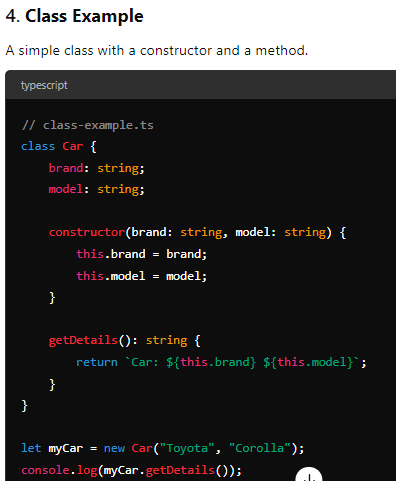 4. Class Example
A simple class with a constructor and a method.
typescript
// class-example.ts
class Car {
    brand: string;
    model: string;

    constructor(brand: string, model: string) {
        this.brand = brand;
        this.model = model;
    }

    getDetails(): string {
        return `Car: ${this.brand} ${this.model}`;
    }
}

let myCar = new Car("Toyota", "Corolla");
console.log(myCar.getDetails());